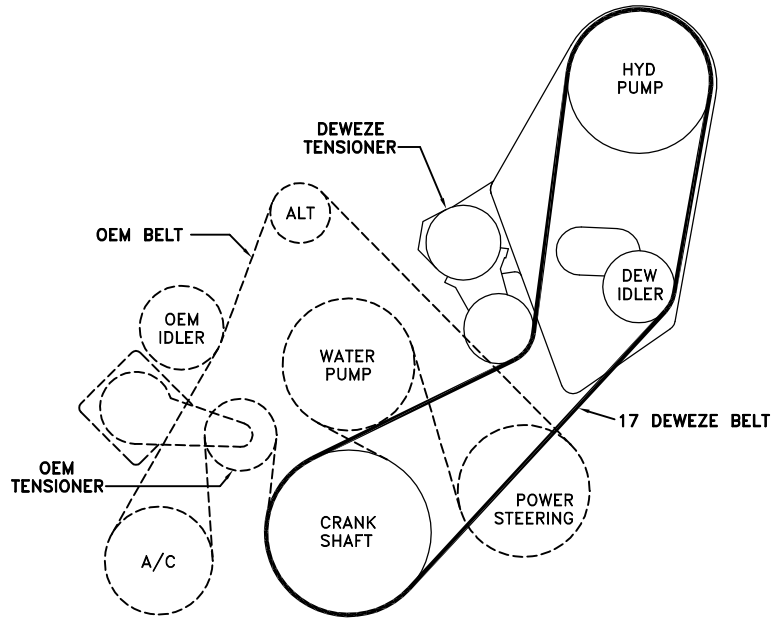 HYD
PUMP
DEWEZE
TENSIONER
ALT
OEM BELT
DEW
IDLER
OEM
IDLER
WATER
PUMP
17 DEWEZE BELT
OEM
TENSIONER
POWER
STEERING
CRANK
SHAFT
A/C